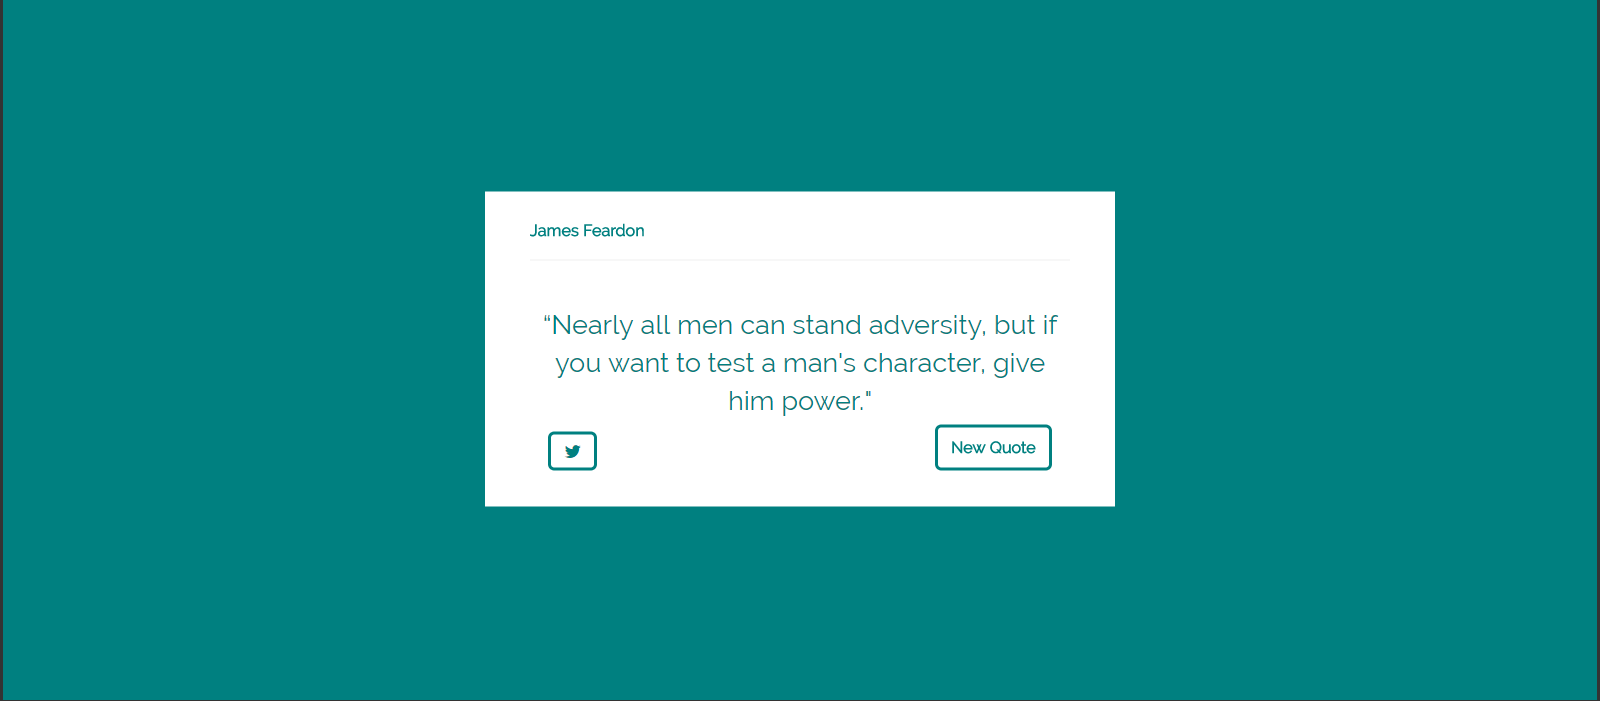 James Feardon
“Nearly all men can stand adversity, but if
you want to test a man's character, give
him power."
New Quote